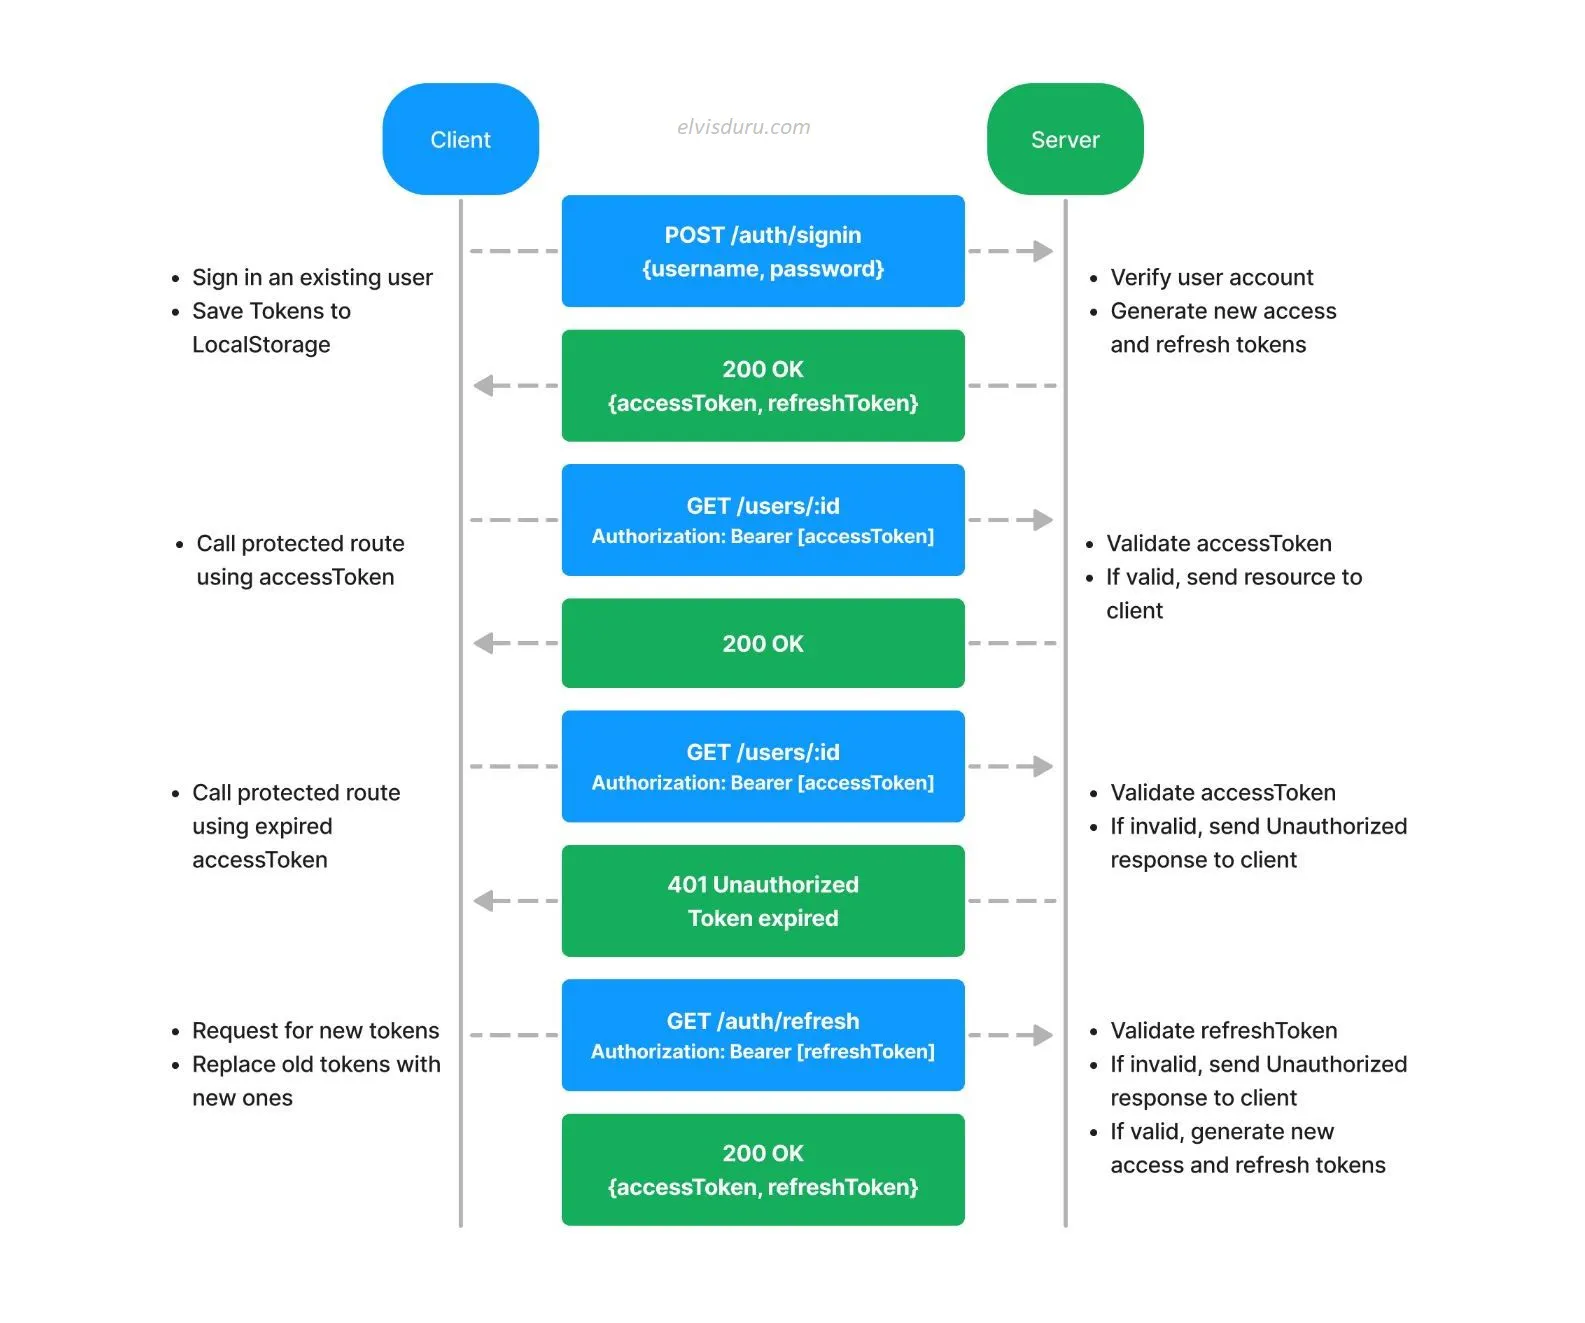 Client
elvisduru.com
Server
POST /auth/signin
{username, password}
• Sign in an existing user
• Save Tokens to
LocalStorage
• Verify user account
• Generate new access
and refresh tokens
200 OK
{accessToken, refreshToken}
GET /users/:id
Authorization: Bearer [accessToken]
• Call protected route
using accessToken
• Validate accessToken
• If valid, send resource to
client
200 OK
GET /users/:id
Authorization: Bearer [accessToken]
• Call protected route
using expired
accessToken
• Validate accessToken
• If invalid, send Unauthorized
response to client
401 Unauthorized
Token expired
GET /auth/refresh
Authorization: Bearer [refreshToken]
• Request for new tokens
• Replace old tokens with
new ones
• Validate refreshToken
• If invalid, send Unauthorized
response to client
• If valid, generate new
access and refresh tokens
200 OK
{accessToken, refreshToken}